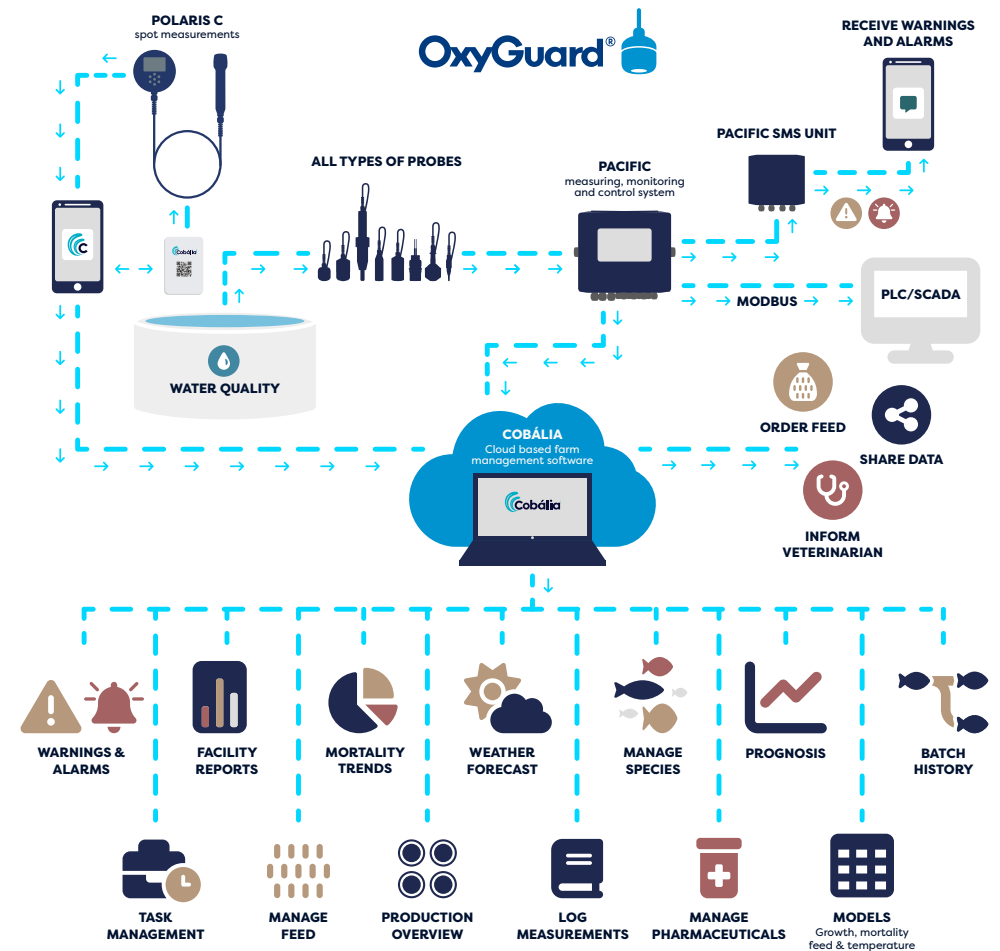 POLARIS C
spot measurements
OxyGuard®
RECEIVE WARNINGS
AND ALARMS
PACIFIC SMS UNIT
ALL TYPES OF PROBES
PACIFIC
measuring, monitoring
and control system
C
Cobália
MODBUS
PLC/SCADA
WATER QUALITY
ORDER FEED
SHARE DATA
INFORM
VETERINARIAN
COBÁLIA
Cloud based farm
management software
Cobália
WARNINGS &
ALARMS
FACILITY
REPORTS
MORTALITY
TRENDS
WEATHER
FORECAST
MANAGE
SPECIES
PROGNOSIS
BATCH
HISTORY
TASK
MANAGEMENT
MANAGE
FEED
PRODUCTION
OVERVIEW
LOG
MEASUREMENTS
MANAGE
PHARMACEUTICALS
MODELS
Growth, mortality
feed & temperature